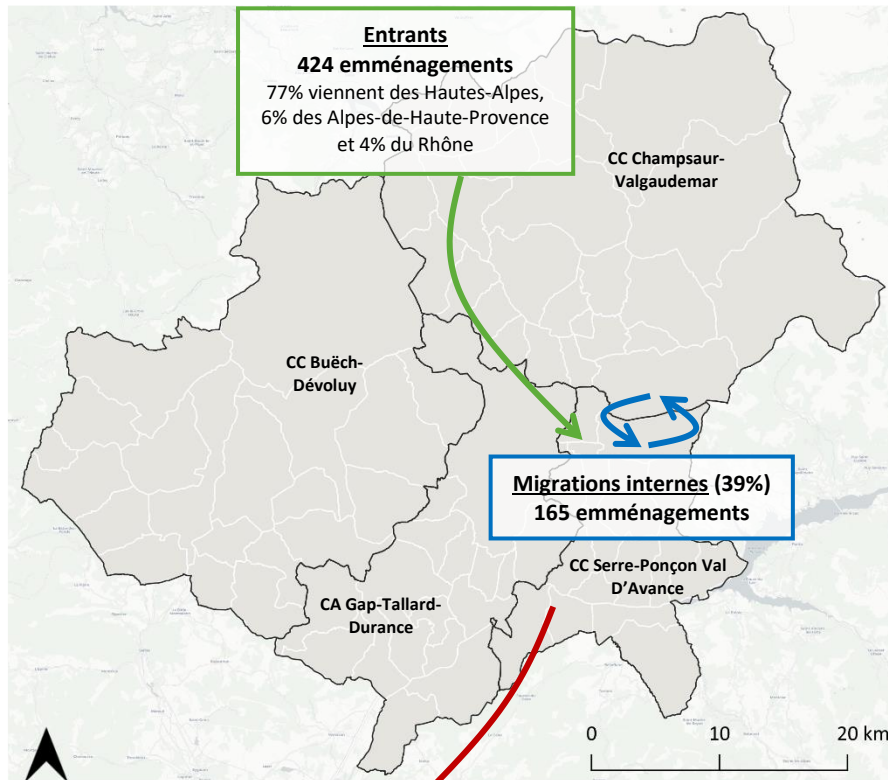 Entrants
424 emménagements
77% viennent des Hautes-Alpes,
6% des Alpes-de-Haute-Provence
et 4% du Rhône
CC Champsaur-
Valgaudemar
CC Buëch-
Dévoluy
Migrations internes (39%)
165 emménagements
CC Serre-Ponçon Val
D'Avance
CA Gap-Tallard-
Durance
0 10 20 km